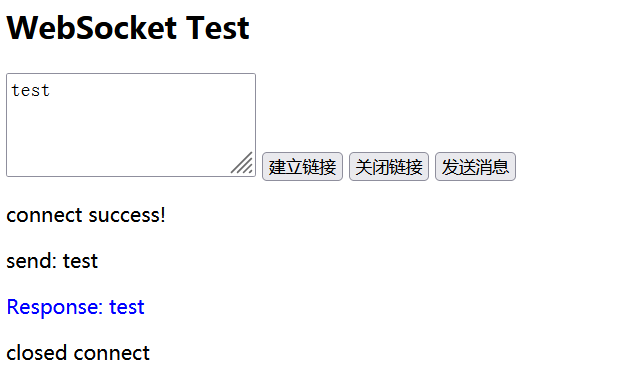 WebSocket Test
test
建立链接 关闭链接 发送消息
connect success!
send: test
Response: test
closed connect